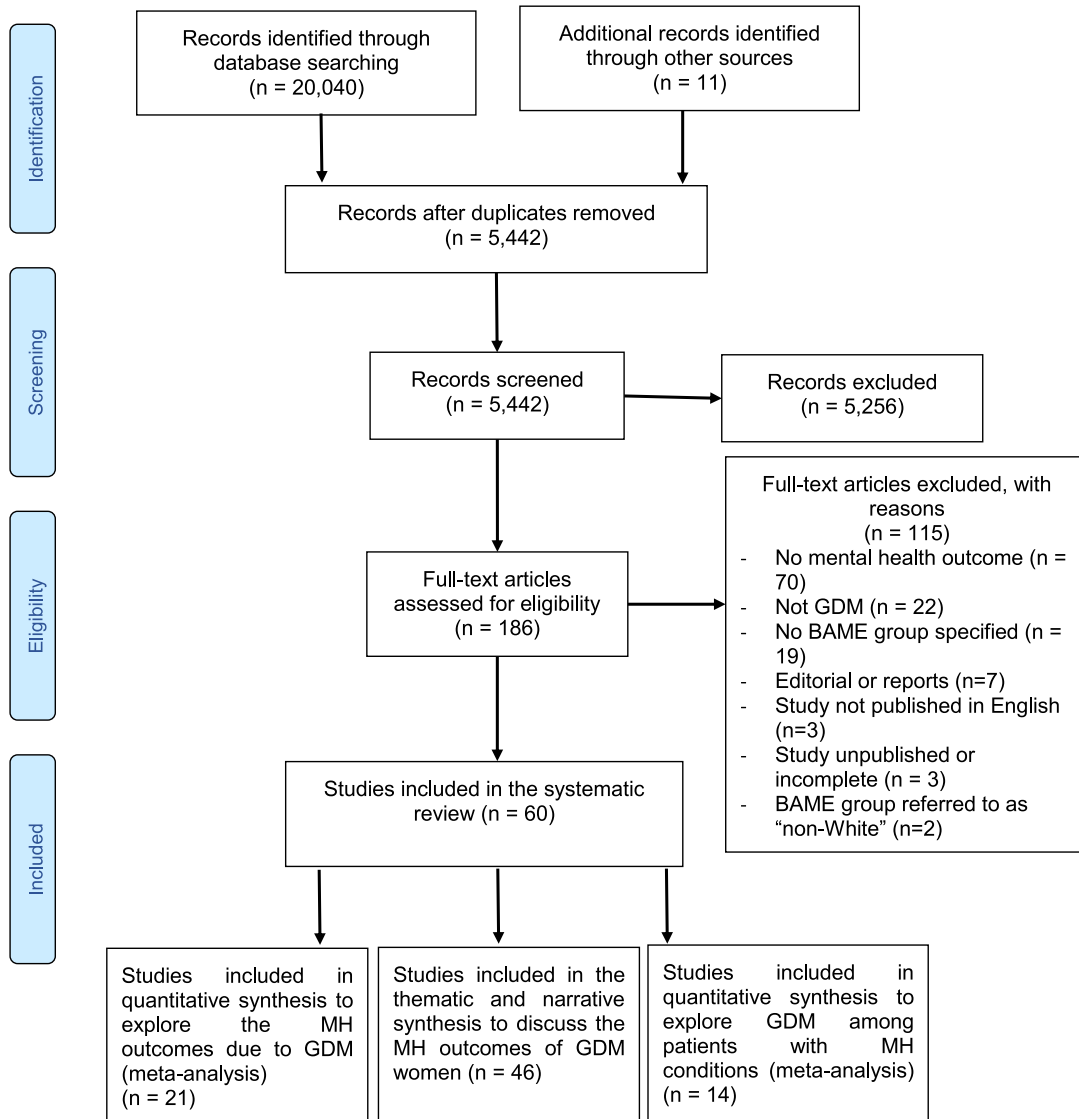 Identification
Records identified through
database searching
(n = 20,040)
Additional records identified
through other sources
(n = 11)
Records after duplicates removed
(n = 5,442)
Screening
Records screened
(n = 5,442)
Records excluded
(n = 5,256)
Eligibility
Full-text articles
assessed for eligibility
(n = 186)
Full-text articles excluded, with
reasons
(n = 115)
- No mental health outcome (n =
70)
- Not GDM (n = 22)
- No BAME group specified (n =
19)
- Editorial or reports (n=7)
- Study not published in English
(n=3)
- Study unpublished or
incomplete (n = 3)
- BAME group referred to as
“non-White” (n=2)
Included
Studies included in the systematic
review (n = 60)
Studies included in
quantitative synthesis to
explore the MH
outcomes due to GDM
(meta-analysis)
(n = 21)
Studies included in the
thematic and narrative
synthesis to discuss the
MH outcomes of GDM
women (n = 46)
Studies included in
quantitative synthesis to
explore GDM among
patients with MH
conditions (meta-analysis)
(n = 14)